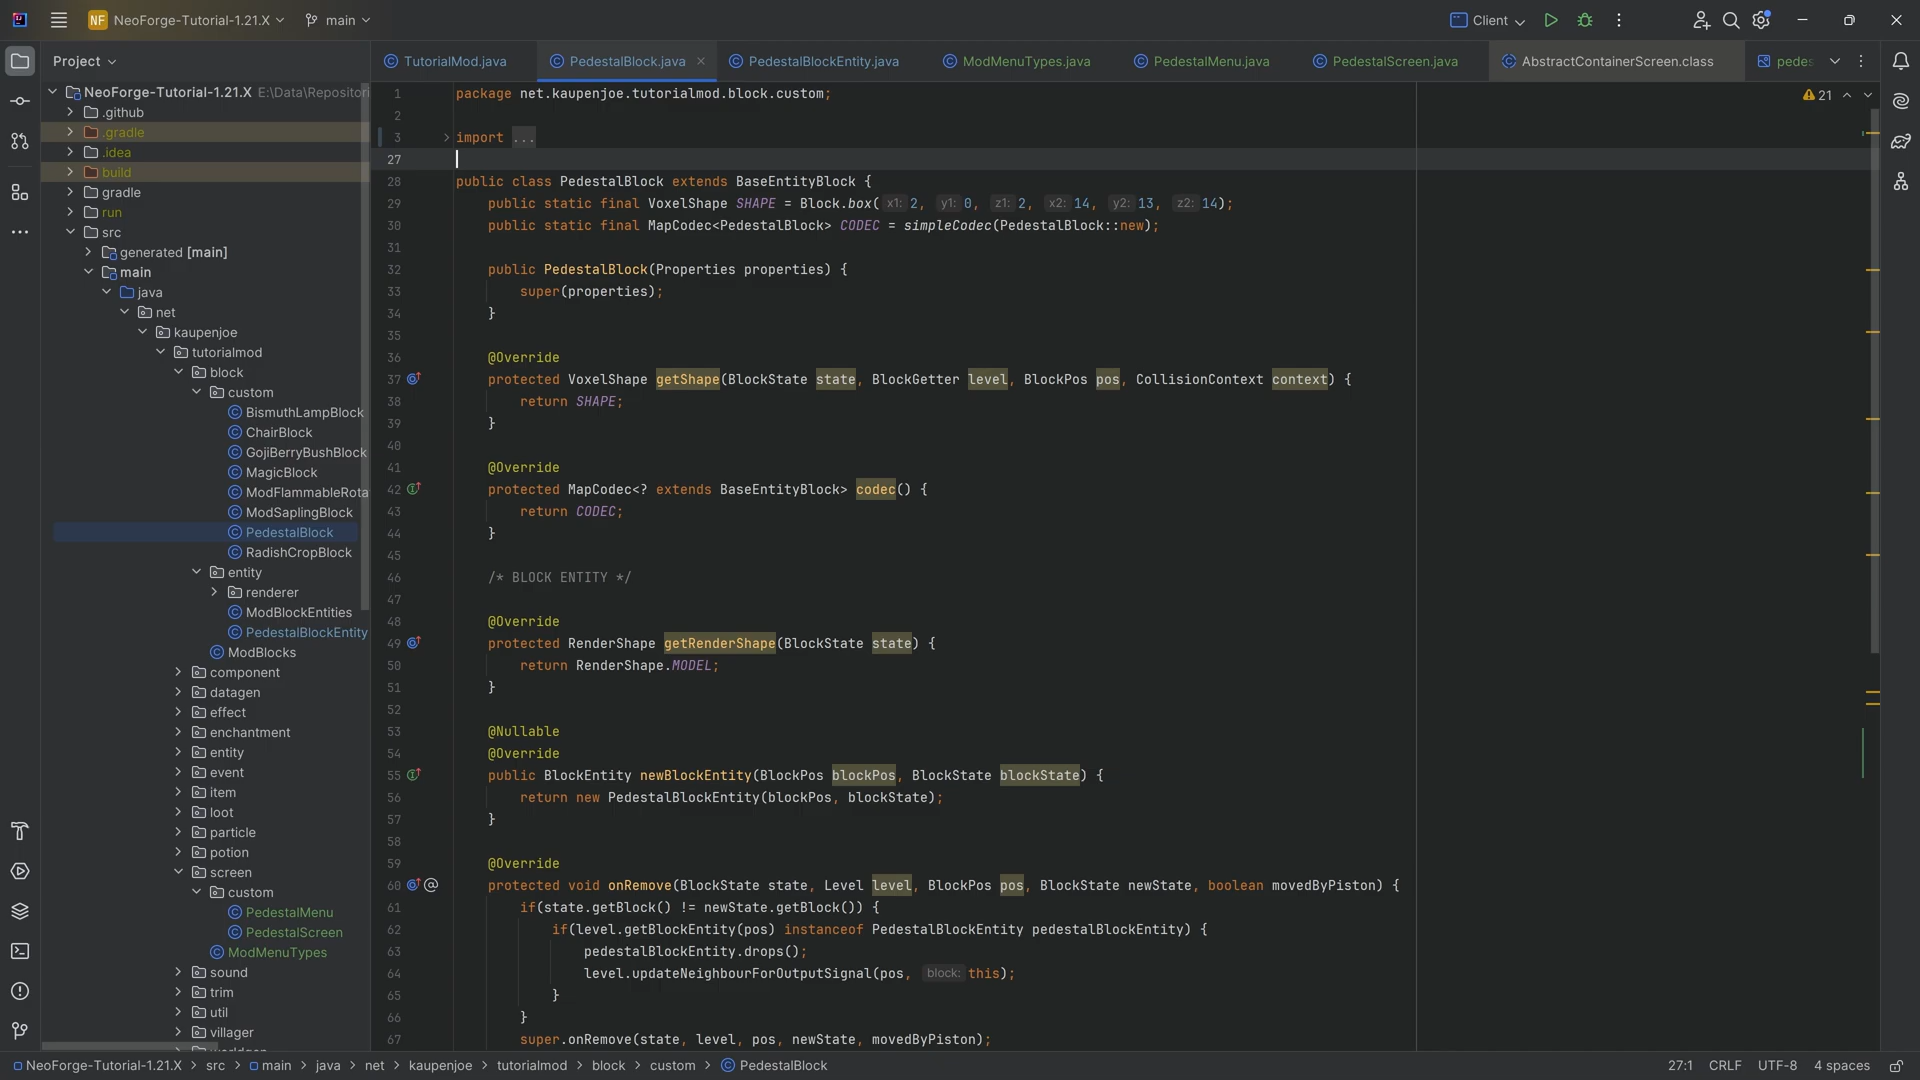 NF NeoForge-Tutorial-1.21.X main Client
Project
TutorialMod.java PedestalBlock.java PedestalBlockEntity.java ModMenuTypes.java PedestalMenu.java PedestalScreen.java AbstractContainerScreen.class pedes
NeoForge-Tutorial-1.21.X E:\Data\Repositori
.github
.gradle
.idea
build
gradle
run
src
generated [main]
main
java
net
kaupenjoe
tutorialmod
block
custom
BismuthLampBlock
ChairBlock
GojiBerryBushBlock
MagicBlock
ModFlammableRota
ModSaplingBlock
PedestalBlock
RadishCropBlock
entity
renderer
ModBlockEntities
PedestalBlockEntity
ModBlocks
component
datagen
effect
enchantment
entity
event
item
loot
particle
potion
screen
custom
PedestalMenu
PedestalScreen
ModMenuTypes
sound
trim
util
villager
21
1 package net.kaupenjoe.tutorialmod.block.custom;
2
3 import ...
27
28 public class PedestalBlock extends BaseEntityBlock {
29 public static final VoxelShape SHAPE = Block.box( x1: 2, y1: 0, z1: 2, x2: 14, y2: 13, z2: 14);
30 public static final MapCodec<PedestalBlock> CODEC = simpleCodec(PedestalBlock::new);
31
32 public PedestalBlock(Properties properties) {
33 super(properties);
34 }
35
36 @Override
37 protected VoxelShape getShape(BlockState state, BlockGetter level, BlockPos pos, CollisionContext context) {
38 return SHAPE;
39 }
40
41 @Override
42 protected MapCodec<? extends BaseEntityBlock> codec() {
43 return CODEC;
44 }
45
46 /* BLOCK ENTITY */
47
48 @Override
49 protected RenderShape getRenderShape(BlockState state) {
50 return RenderShape.MODEL;
51 }
52
53 @Nullable
54 @Override
55 public BlockEntity newBlockEntity(BlockPos blockPos, BlockState blockState) {
56 return new PedestalBlockEntity(blockPos, blockState);
57 }
58
59 @Override
60 protected void onRemove(BlockState state, Level level, BlockPos pos, BlockState newState, boolean movedByPiston) {
61 if(state.getBlock() != newState.getBlock()) {
62 if(level.getBlockEntity(pos) instanceof PedestalBlockEntity pedestalBlockEntity) {
63 pedestalBlockEntity.drops();
64 level.updateNeighbourForOutputSignal(pos, block: this);
65 }
66 }
67 super.onRemove(state, level, pos, newState, movedByPiston);
NeoForge-Tutorial-1.21.X > src > main > java > net > kaupenjoe > tutorialmod > block > custom > PedestalBlock 27:1 CRLF UTF-8 4 spaces